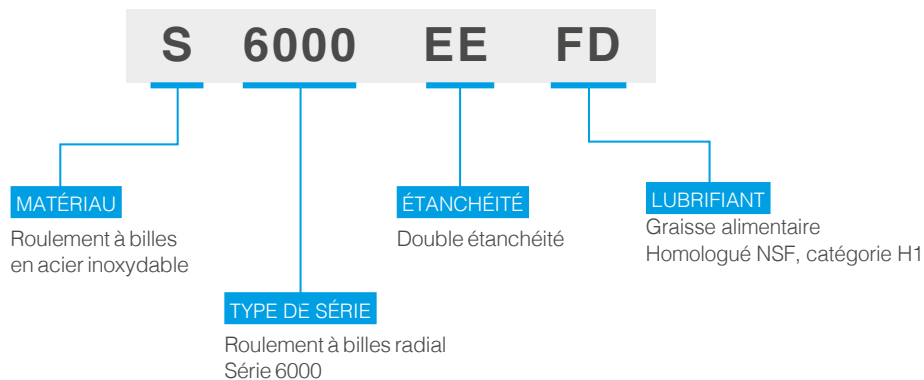 S 6000 EE FD
MATÉRIAU
Roulement à billes
en acier inoxydable
TYPE DE SÉRIE
Roulement à billes radial
Série 6000
ÉTANCHÉITÉ
Double étanchéité
LUBRIFIANT
Graisse alimentaire
Homologué NSF, catégorie H1